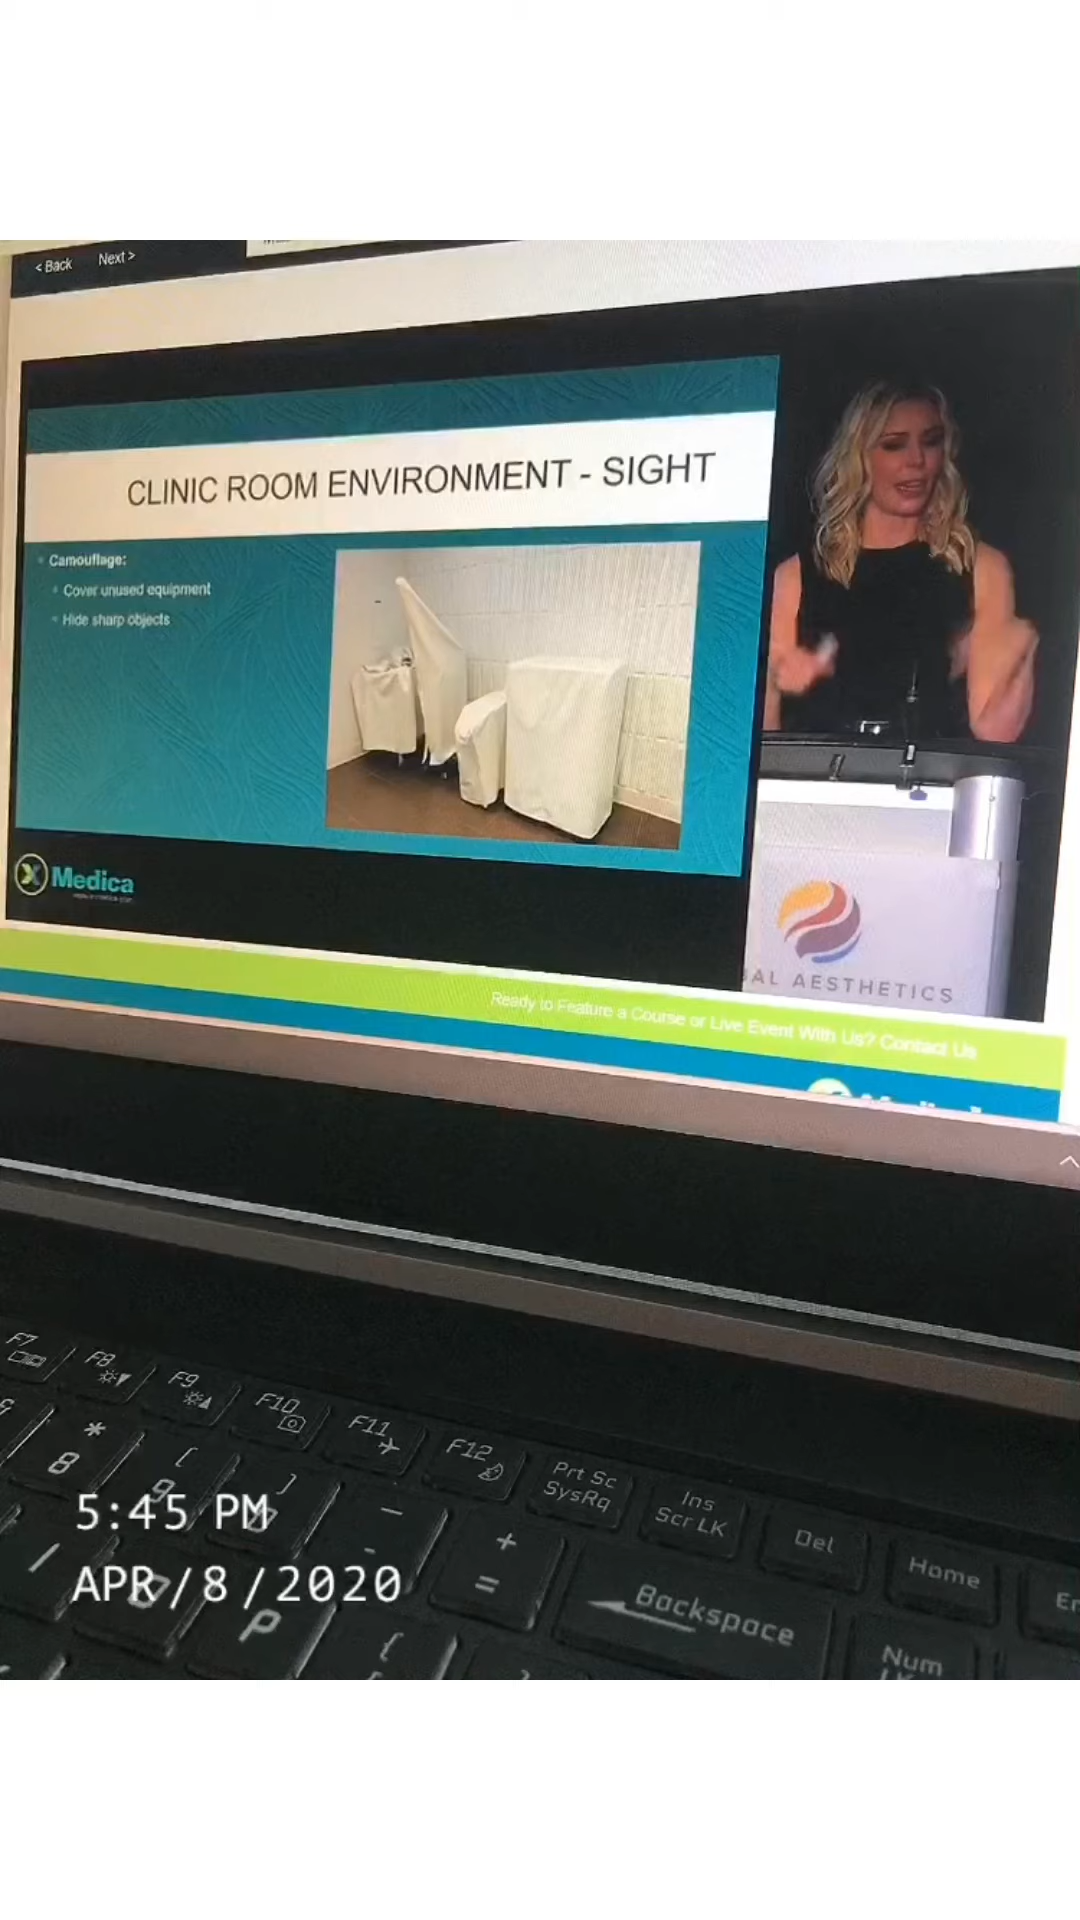 < Back Next >
CLINIC ROOM ENVIRONMENT - SIGHT
Camouflage:
Cover unused equipment
Hide sharp objects
Medica
AL AESTHETICS
Ready to Feature a Course or Live Event With Us? Contact Us
F7
F8
F9
F10
F11
F12
Prt Sc
SysRq
Ins
Scr LK
Del
Home
*
8
[
9
]
-
+
=
Backspace
Num
P
{
5:45 PM
APR/8/2020